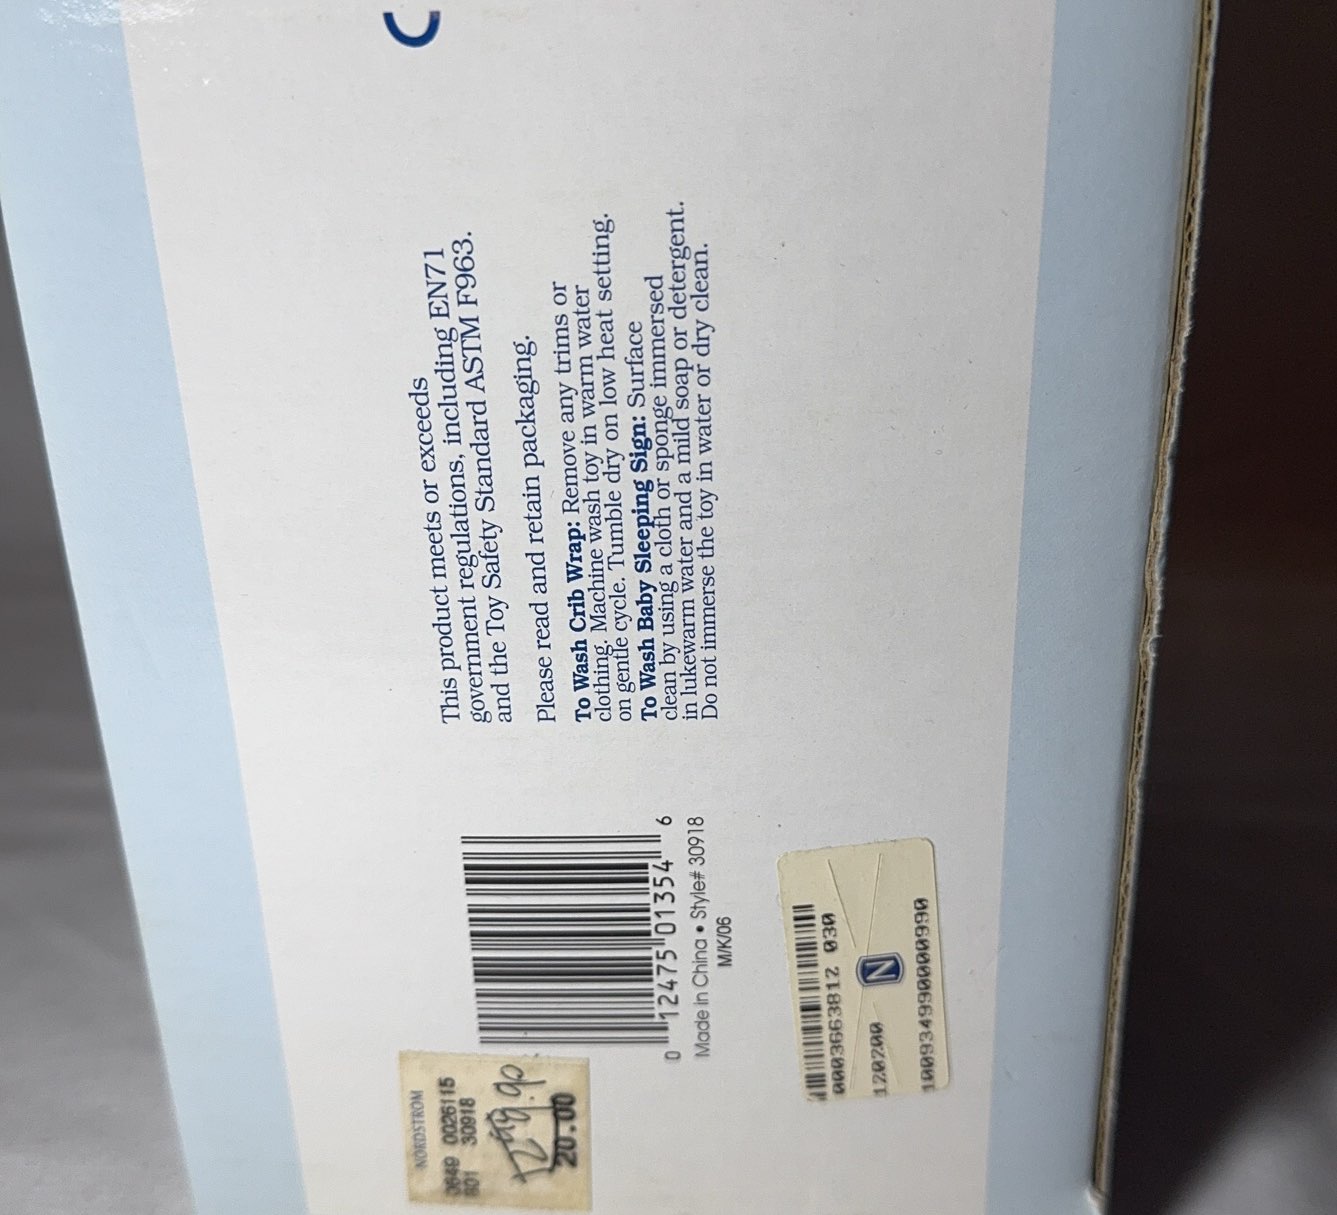 This product meets or exceeds
government regulations, including EN71
and the Toy Safety Standard ASTM F963.
Please read and retain packaging.
To Wash Crib Wrap: Remove any trims or
clothing. Machine wash toy in warm water
on gentle cycle. Tumble dry on low heat setting.
To Wash Baby Sleeping Sign: Surface
clean by using a cloth or sponge immersed
in lukewarm water and a mild soap or detergent.
Do not immerse the toy in water or dry clean.
0 12475 01354 6
Made in China • Style# 30918
M/K/06
NORDSTROM
0649 0026115
801 30918
20.00
0003663812 030
N
120200
1009349900000990